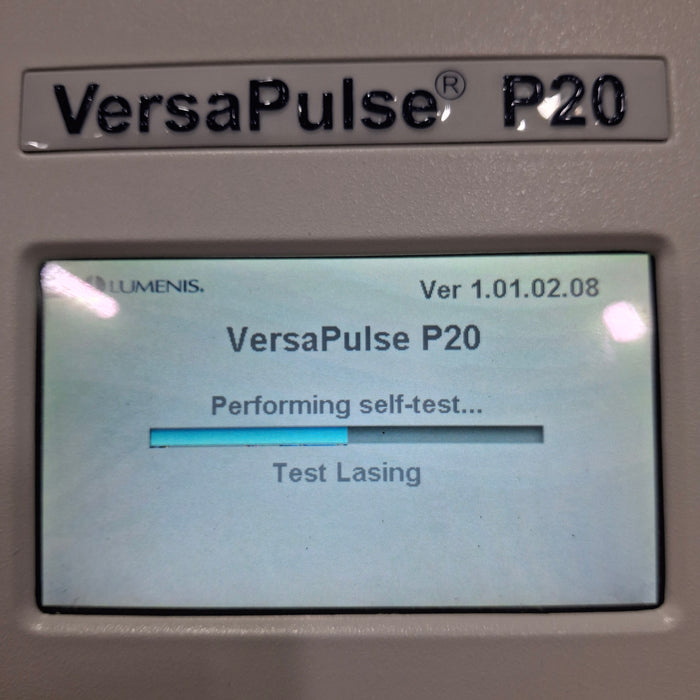 VersaPulse® P20
LUMENIS.
Ver 1.01.02.08
VersaPulse P20
Performing self-test...
Test Lasing